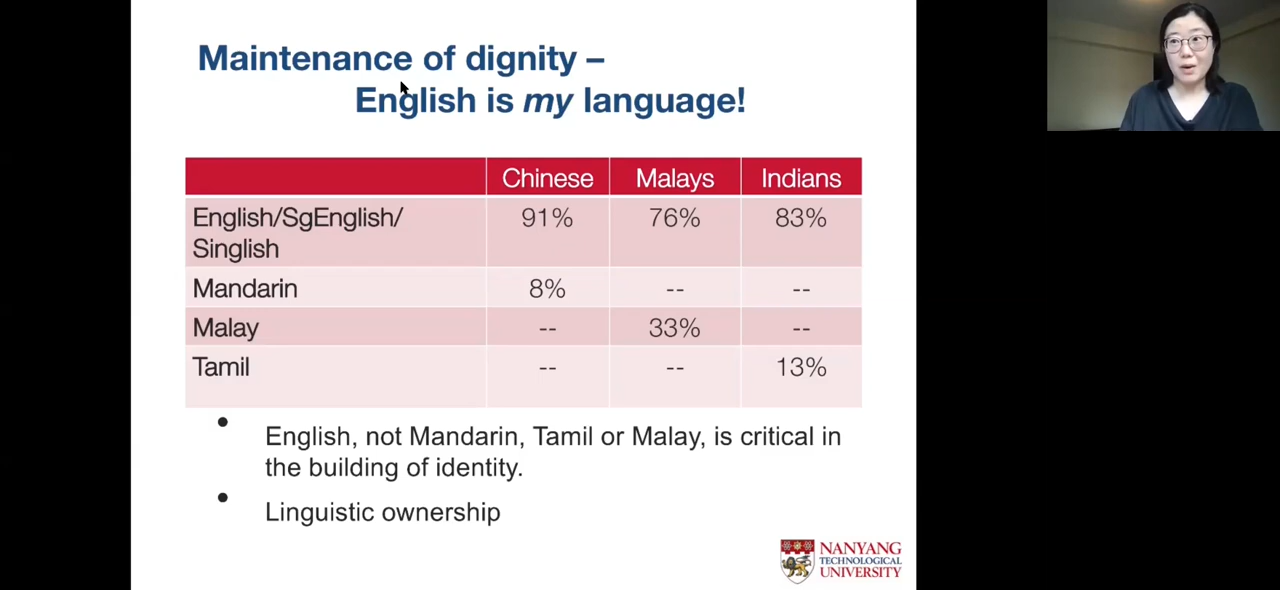 Maintenance of dignity –
English is my language!
Chinese Malays Indians
English/SgEnglish/ 91% 76% 83%
Singlish
Mandarin 8% -- --
Malay -- 33% --
Tamil -- -- 13%
• English, not Mandarin, Tamil or Malay, is critical in
the building of identity.
• Linguistic ownership
NANYANG
TECHNOLOGICAL
UNIVERSITY